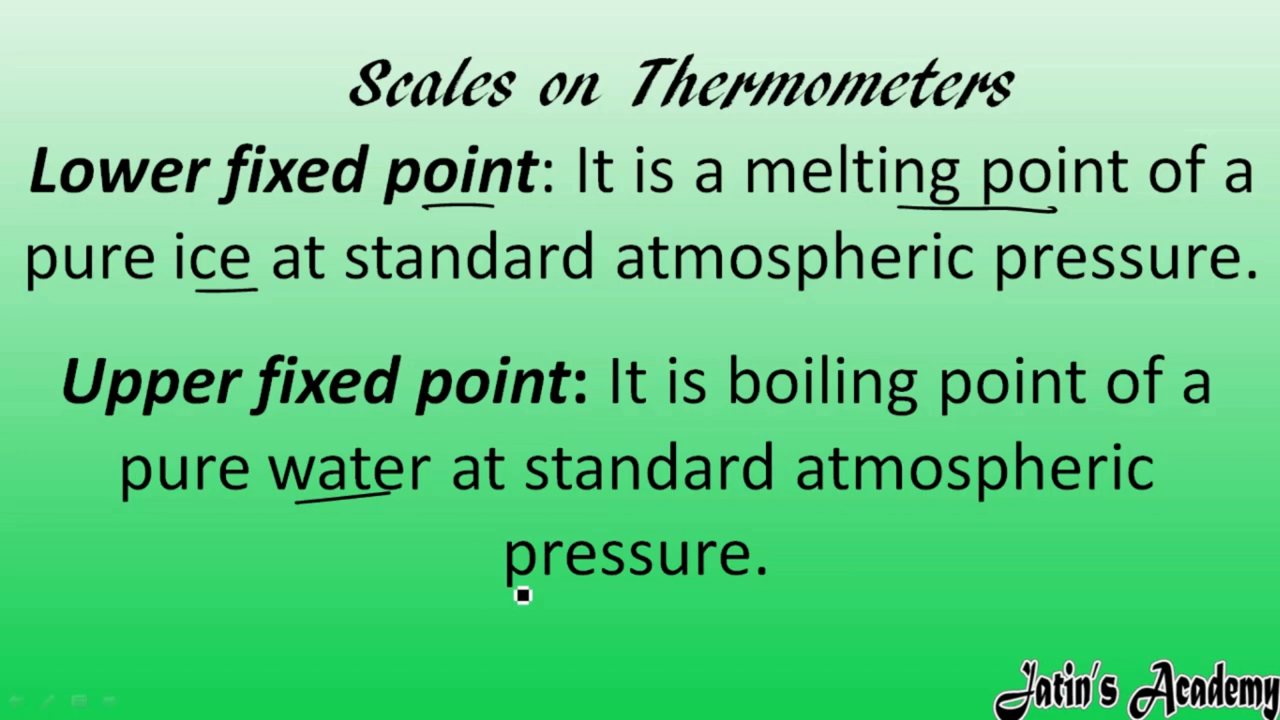 Scales on Thermometers
Lower fixed point: It is a melting point of a
pure ice at standard atmospheric pressure.
Upper fixed point: It is boiling point of a
pure water at standard atmospheric
pressure.
Jatin's Academy